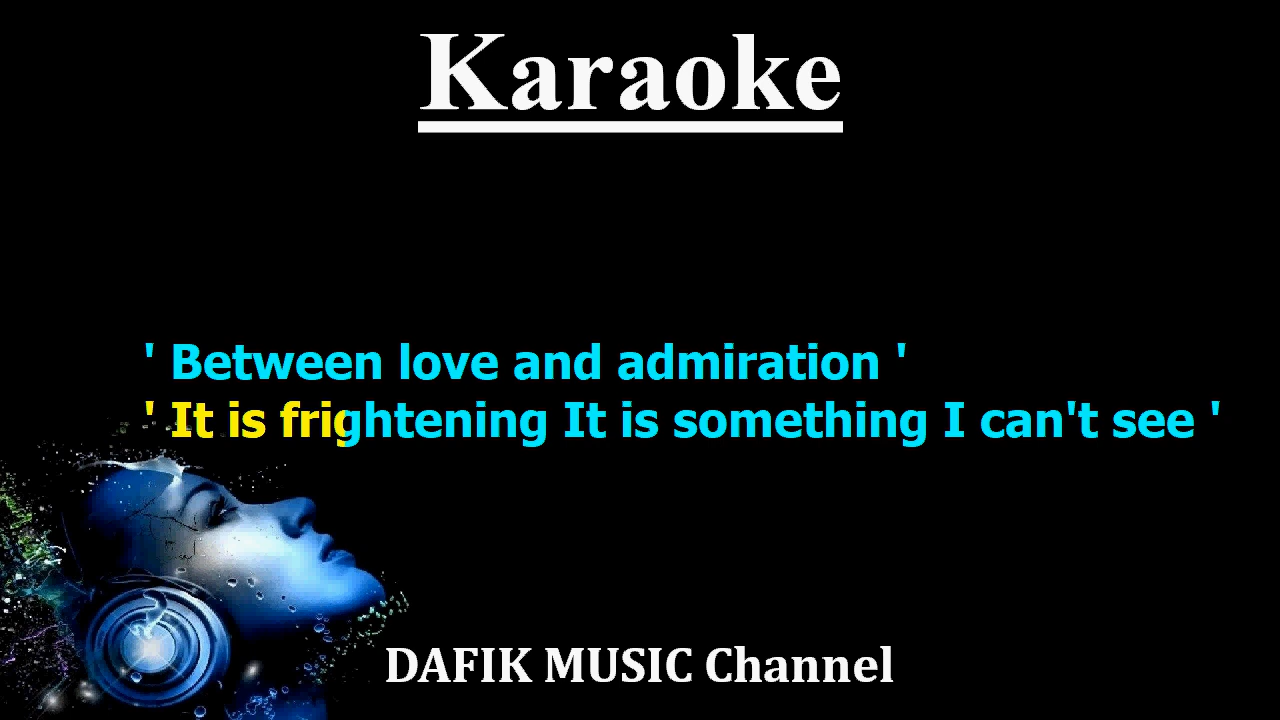 Karaoke
' Between love and admiration '
' It is frightening It is something I can't see '
DAFIK MUSIC Channel